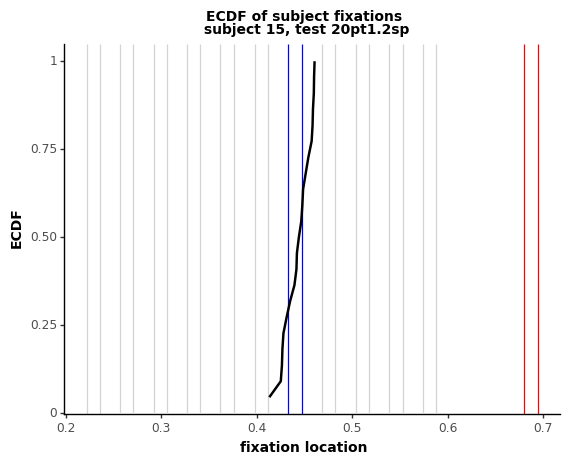 ECDF of subject fixations
subject 15, test 20pt1.2sp
1
0.75
0.50
0.25
0
ECDF
0.2 0.3 0.4 0.5 0.6 0.7
fixation location